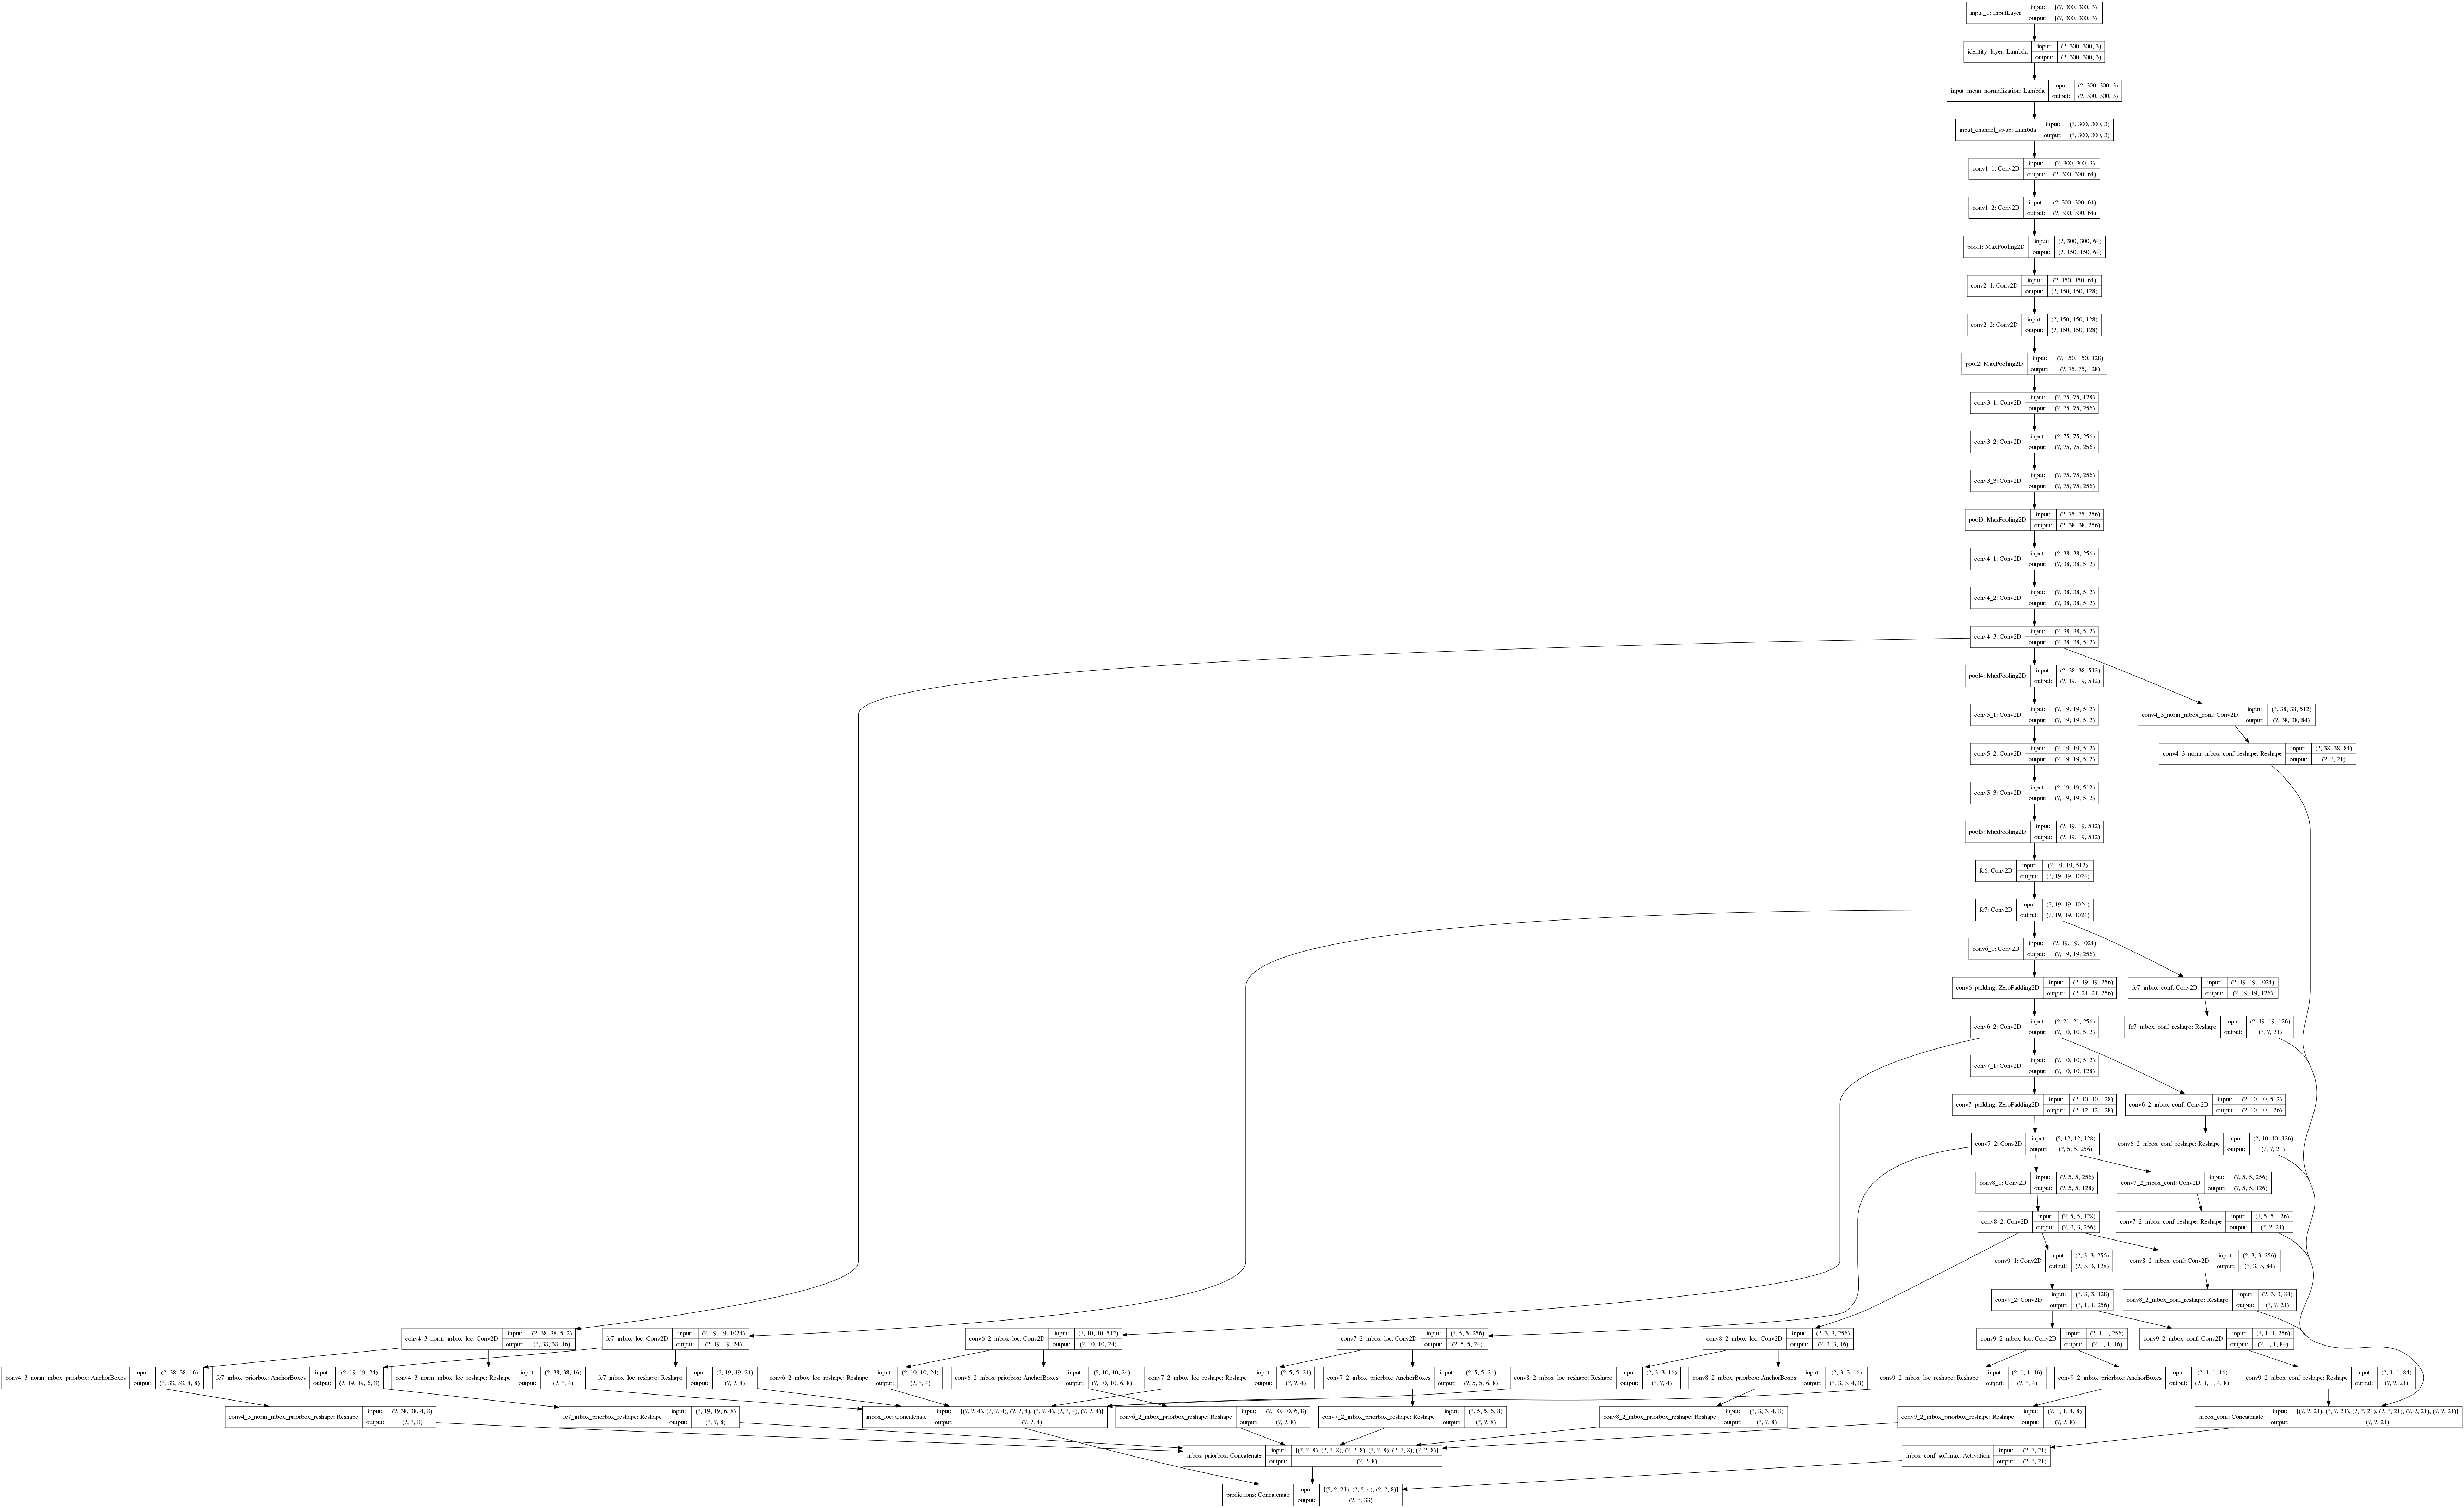 input_1: InputLayer input: [(?, 300, 300, 3)]
output: [(?, 300, 300, 3)]
identity_layer: Lambda input: (?, 300, 300, 3)
output: (?, 300, 300, 3)
input_mean_normalization: Lambda input: (?, 300, 300, 3)
output: (?, 300, 300, 3)
input_channel_swap: Lambda input: (?, 300, 300, 3)
output: (?, 300, 300, 3)
conv1_1: Conv2D input: (?, 300, 300, 3)
output: (?, 300, 300, 64)
conv1_2: Conv2D input: (?, 300, 300, 64)
output: (?, 300, 300, 64)
pool1: MaxPooling2D input: (?, 300, 300, 64)
output: (?, 150, 150, 64)
conv2_1: Conv2D input: (?, 150, 150, 64)
output: (?, 150, 150, 128)
conv2_2: Conv2D input: (?, 150, 150, 128)
output: (?, 150, 150, 128)
pool2: MaxPooling2D input: (?, 150, 150, 128)
output: (?, 75, 75, 128)
conv3_1: Conv2D input: (?, 75, 75, 128)
output: (?, 75, 75, 256)
conv3_2: Conv2D input: (?, 75, 75, 256)
output: (?, 75, 75, 256)
conv3_3: Conv2D input: (?, 75, 75, 256)
output: (?, 75, 75, 256)
pool3: MaxPooling2D input: (?, 75, 75, 256)
output: (?, 38, 38, 256)
conv4_1: Conv2D input: (?, 38, 38, 256)
output: (?, 38, 38, 512)
conv4_2: Conv2D input: (?, 38, 38, 512)
output: (?, 38, 38, 512)
conv4_3: Conv2D input: (?, 38, 38, 512)
output: (?, 38, 38, 512)
pool4: MaxPooling2D input: (?, 38, 38, 512)
output: (?, 19, 19, 512)
conv5_1: Conv2D input: (?, 19, 19, 512)
output: (?, 19, 19, 512)
conv4_3_norm_mbox_conf: Conv2D input: (?, 38, 38, 512)
output: (?, 38, 38, 84)
conv5_2: Conv2D input: (?, 19, 19, 512)
output: (?, 19, 19, 512)
conv4_3_norm_mbox_conf_reshape: Reshape input: (?, 38, 38, 84)
output: (?, ?, 21)
conv5_3: Conv2D input: (?, 19, 19, 512)
output: (?, 19, 19, 512)
pool5: MaxPooling2D input: (?, 19, 19, 512)
output: (?, 19, 19, 512)
fc6: Conv2D input: (?, 19, 19, 512)
output: (?, 19, 19, 1024)
fc7: Conv2D input: (?, 19, 19, 1024)
output: (?, 19, 19, 1024)
conv6_1: Conv2D input: (?, 19, 19, 1024)
output: (?, 19, 19, 256)
conv6_padding: ZeroPadding2D input: (?, 19, 19, 256)
output: (?, 21, 21, 256)
fc7_mbox_conf: Conv2D input: (?, 19, 19, 1024)
output: (?, 19, 19, 126)
conv6_2: Conv2D input: (?, 21, 21, 256)
output: (?, 10, 10, 512)
fc7_mbox_conf_reshape: Reshape input: (?, 19, 19, 126)
output: (?, ?, 21)
conv7_1: Conv2D input: (?, 10, 10, 512)
output: (?, 10, 10, 128)
conv7_padding: ZeroPadding2D input: (?, 10, 10, 128)
output: (?, 12, 12, 128)
conv6_2_mbox_conf: Conv2D input: (?, 10, 10, 512)
output: (?, 10, 10, 126)
conv7_2: Conv2D input: (?, 12, 12, 128)
output: (?, 5, 5, 256)
conv6_2_mbox_conf_reshape: Reshape input: (?, 10, 10, 126)
output: (?, ?, 21)
conv8_1: Conv2D input: (?, 5, 5, 256)
output: (?, 5, 5, 128)
conv7_2_mbox_conf: Conv2D input: (?, 5, 5, 256)
output: (?, 5, 5, 126)
conv8_2: Conv2D input: (?, 5, 5, 128)
output: (?, 3, 3, 256)
conv7_2_mbox_conf_reshape: Reshape input: (?, 5, 5, 126)
output: (?, ?, 21)
conv9_1: Conv2D input: (?, 3, 3, 256)
output: (?, 3, 3, 128)
conv8_2_mbox_conf: Conv2D input: (?, 3, 3, 256)
output: (?, 3, 3, 84)
conv9_2: Conv2D input: (?, 3, 3, 128)
output: (?, 1, 1, 256)
conv8_2_mbox_conf_reshape: Reshape input: (?, 3, 3, 84)
output: (?, ?, 21)
conv4_3_norm_mbox_loc: Conv2D input: (?, 38, 38, 512)
output: (?, 38, 38, 16)
fc7_mbox_loc: Conv2D input: (?, 19, 19, 1024)
output: (?, 19, 19, 24)
conv6_2_mbox_loc: Conv2D input: (?, 10, 10, 512)
output: (?, 10, 10, 24)
conv7_2_mbox_loc: Conv2D input: (?, 5, 5, 256)
output: (?, 5, 5, 24)
conv8_2_mbox_loc: Conv2D input: (?, 3, 3, 256)
output: (?, 3, 3, 16)
conv9_2_mbox_loc: Conv2D input: (?, 1, 1, 256)
output: (?, 1, 1, 16)
conv9_2_mbox_conf: Conv2D input: (?, 1, 1, 256)
output: (?, 1, 1, 84)
conv4_3_norm_mbox_priorbox: AnchorBoxes input: (?, 38, 38, 16)
output: (?, 38, 38, 4, 8)
fc7_mbox_priorbox: AnchorBoxes input: (?, 19, 19, 24)
output: (?, 19, 19, 6, 8)
conv4_3_norm_mbox_loc_reshape: Reshape input: (?, 38, 38, 16)
output: (?, ?, 4)
fc7_mbox_loc_reshape: Reshape input: (?, 19, 19, 24)
output: (?, ?, 4)
conv6_2_mbox_loc_reshape: Reshape input: (?, 10, 10, 24)
output: (?, ?, 4)
conv6_2_mbox_priorbox: AnchorBoxes input: (?, 10, 10, 24)
output: (?, 10, 10, 6, 8)
conv7_2_mbox_loc_reshape: Reshape input: (?, 5, 5, 24)
output: (?, ?, 4)
conv7_2_mbox_priorbox: AnchorBoxes input: (?, 5, 5, 24)
output: (?, 5, 5, 6, 8)
conv8_2_mbox_loc_reshape: Reshape input: (?, 3, 3, 16)
output: (?, ?, 4)
conv8_2_mbox_priorbox: AnchorBoxes input: (?, 3, 3, 16)
output: (?, 3, 3, 4, 8)
conv9_2_mbox_loc_reshape: Reshape input: (?, 1, 1, 16)
output: (?, ?, 4)
conv9_2_mbox_priorbox: AnchorBoxes input: (?, 1, 1, 16)
output: (?, 1, 1, 4, 8)
conv9_2_mbox_conf_reshape: Reshape input: (?, 1, 1, 84)
output: (?, ?, 21)
conv4_3_norm_mbox_priorbox_reshape: Reshape input: (?, 38, 38, 4, 8)
output: (?, ?, 8)
fc7_mbox_priorbox_reshape: Reshape input: (?, 19, 19, 6, 8)
output: (?, ?, 8)
mbox_loc: Concatenate input: [(?, ?, 4), (?, ?, 4), (?, ?, 4), (?, ?, 4), (?, ?, 4), (?, ?, 4)]
output: (?, ?, 4)
conv6_2_mbox_priorbox_reshape: Reshape input: (?, 10, 10, 6, 8)
output: (?, ?, 8)
conv7_2_mbox_priorbox_reshape: Reshape input: (?, 5, 5, 6, 8)
output: (?, ?, 8)
conv8_2_mbox_priorbox_reshape: Reshape input: (?, 3, 3, 4, 8)
output: (?, ?, 8)
conv9_2_mbox_priorbox_reshape: Reshape input: (?, 1, 1, 4, 8)
output: (?, ?, 8)
mbox_conf: Concatenate input: [(?, ?, 21), (?, ?, 21), (?, ?, 21), (?, ?, 21), (?, ?, 21), (?, ?, 21)]
output: (?, ?, 21)
mbox_priorbox: Concatenate input: [(?, ?, 8), (?, ?, 8), (?, ?, 8), (?, ?, 8), (?, ?, 8), (?, ?, 8)]
output: (?, ?, 8)
mbox_conf_softmax: Activation input: (?, ?, 21)
output: (?, ?, 21)
predictions: Concatenate input: [(?, ?, 21), (?, ?, 4), (?, ?, 8)]
output: (?, ?, 33)